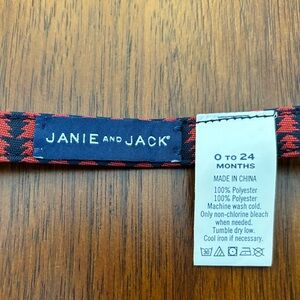 JANIE AND JACK®
0 TO 24
MONTHS
MADE IN CHINA
100% Polyester
100% Polyester
Machine wash cold.
Only non-chlorine bleach
when needed.
Tumble dry low.
Cool iron if necessary.